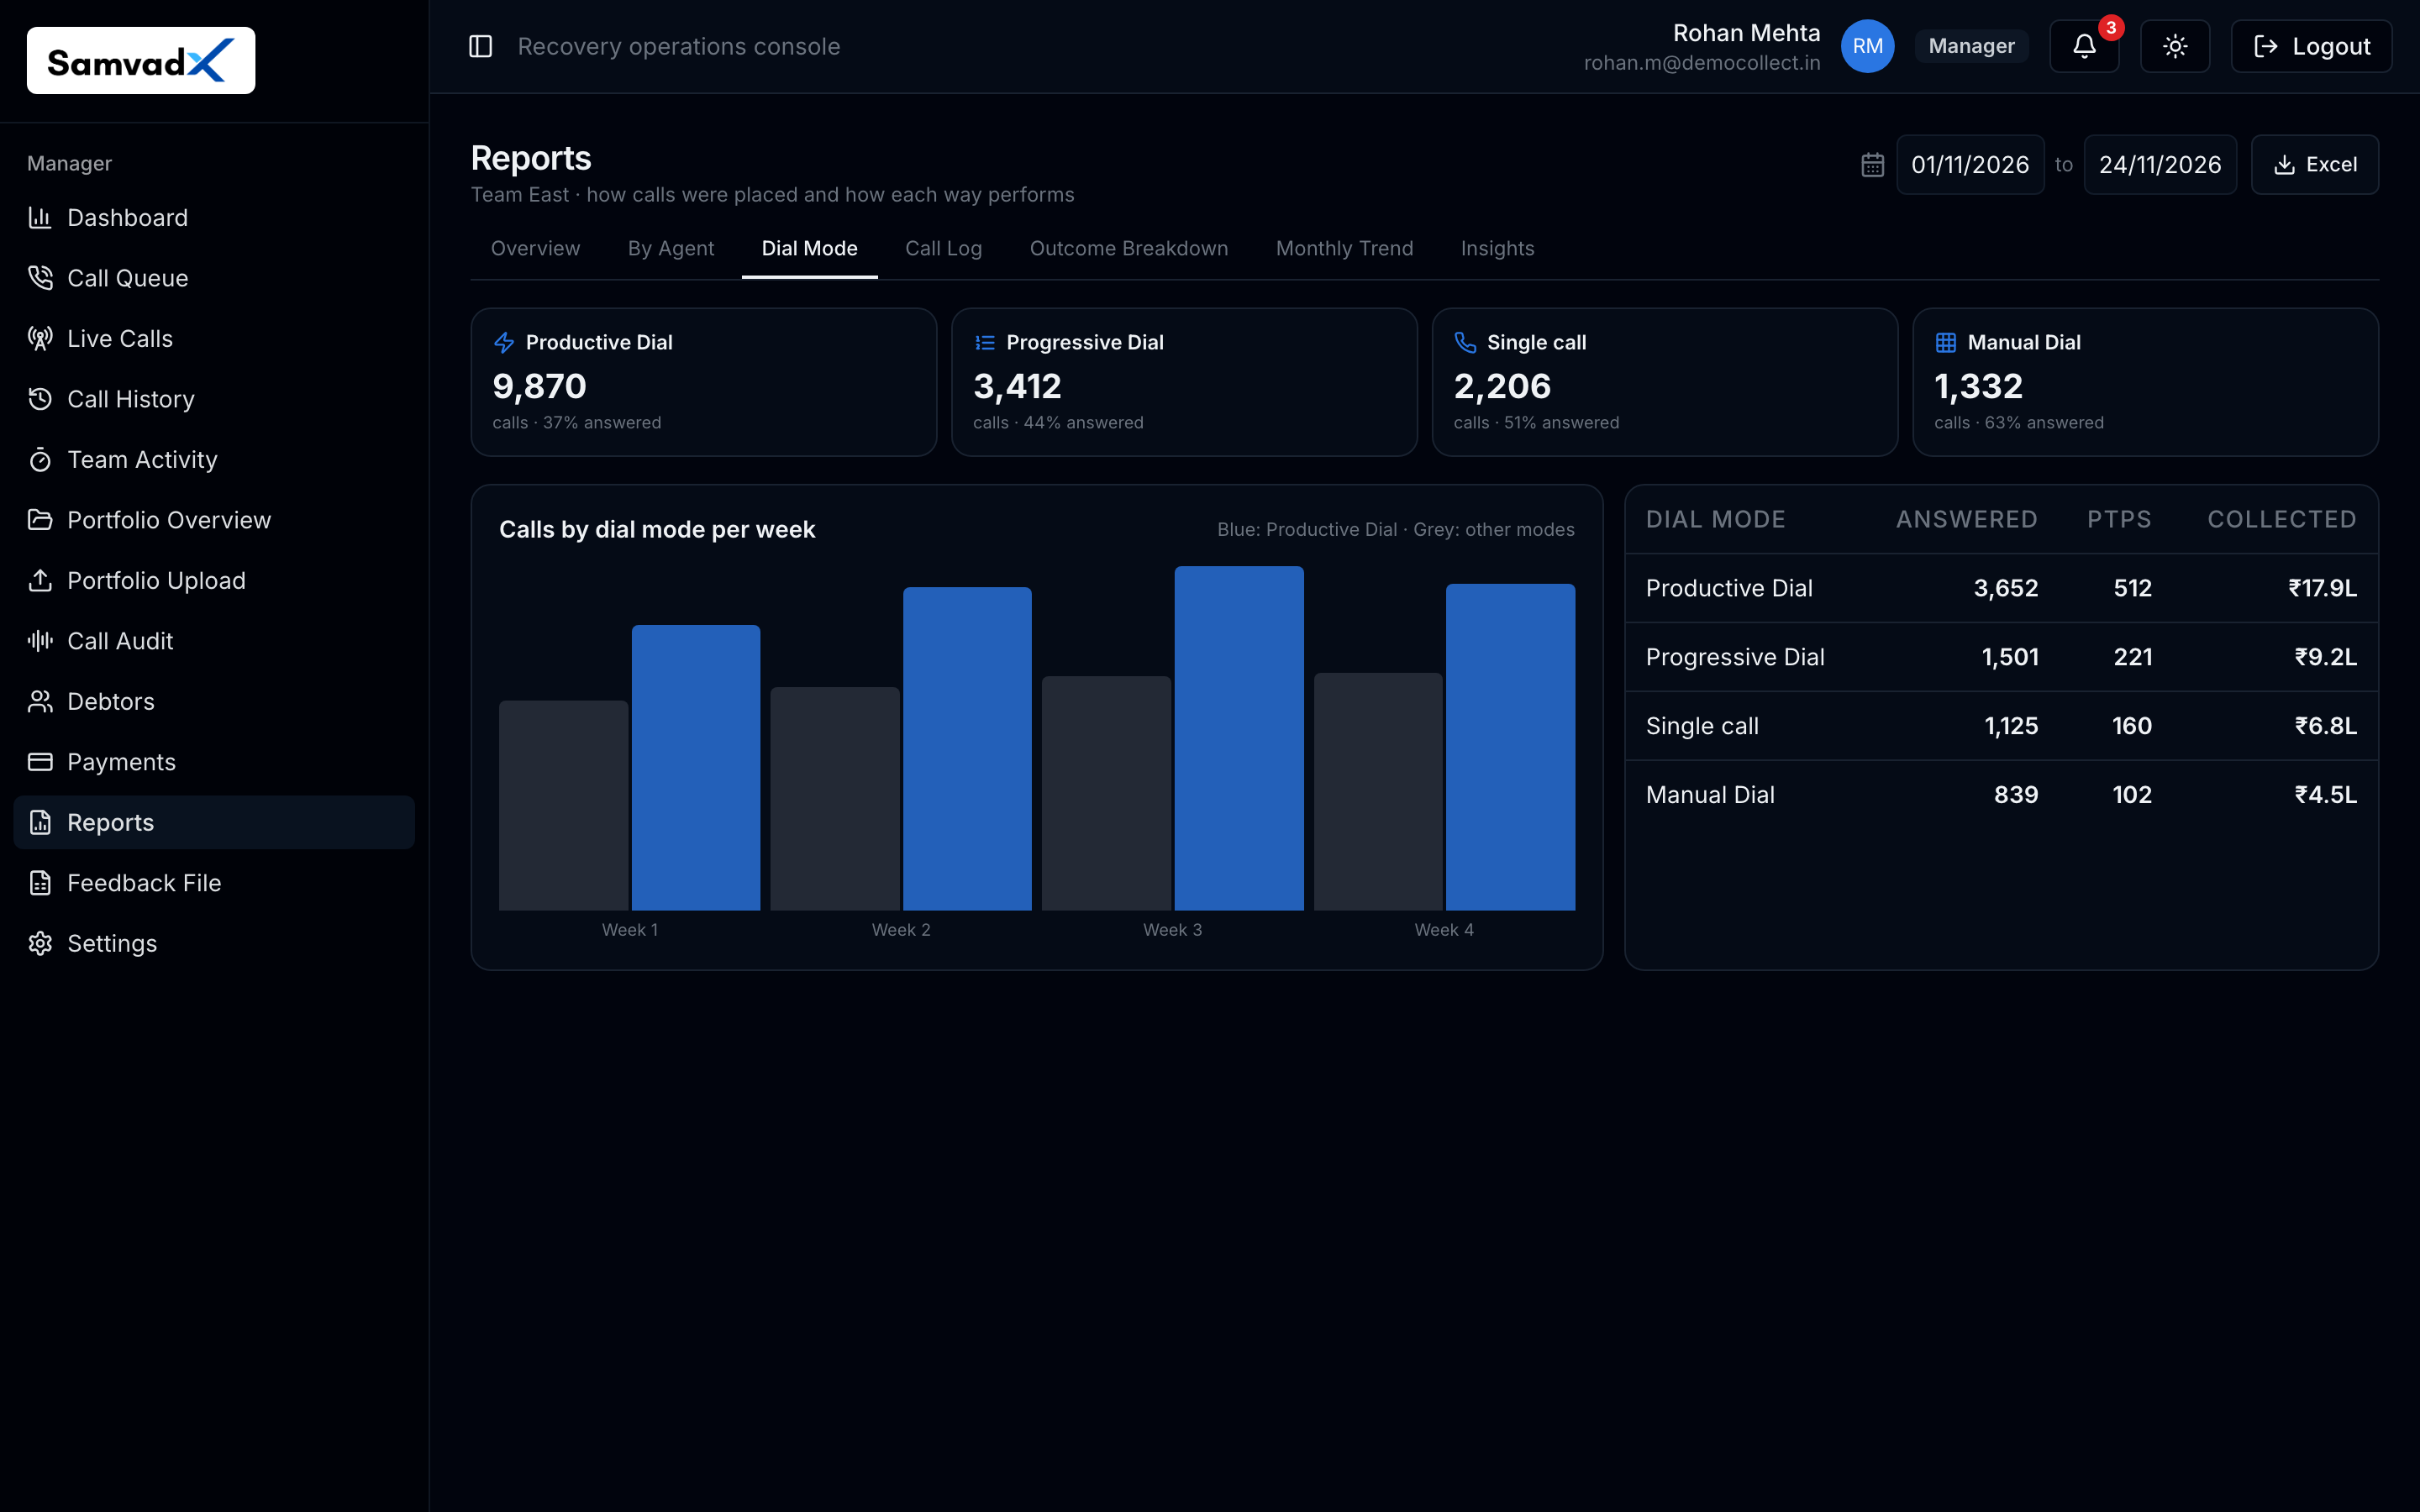 SamvadX
Manager
Dashboard
Call Queue
Live Calls
Call History
Team Activity
Portfolio Overview
Portfolio Upload
Call Audit
Debtors
Payments
Reports
Feedback File
Settings
Recovery operations console
Rohan Mehta
rohan.m@democollect.in
RM
Manager
3
Logout
Reports
Team East · how calls were placed and how each way performs
01/11/2026 to 24/11/2026
Excel
Overview By Agent Dial Mode Call Log Outcome Breakdown Monthly Trend Insights
Productive Dial
9,870
calls · 37% answered
Progressive Dial
3,412
calls · 44% answered
Single call
2,206
calls · 51% answered
Manual Dial
1,332
calls · 63% answered
Calls by dial mode per week
Blue: Productive Dial · Grey: other modes
Week 1 Week 2 Week 3 Week 4
DIAL MODE ANSWERED PTPS COLLECTED
Productive Dial 3,652 512 ₹17.9L
Progressive Dial 1,501 221 ₹9.2L
Single call 1,125 160 ₹6.8L
Manual Dial 839 102 ₹4.5L